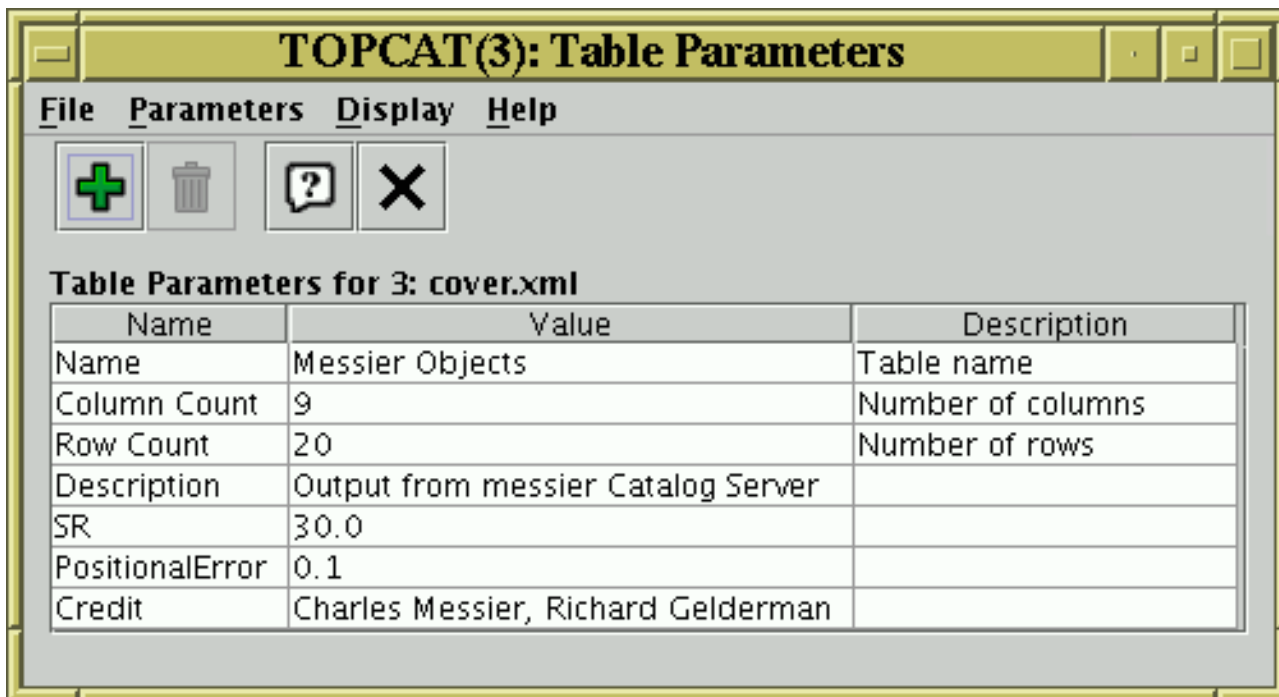 TOPCAT(3): Table Parameters
File Parameters Display Help
?
Table Parameters for 3: cover.xml
Name Value Description
Name Messier Objects Table name
Column Count 9 Number of columns
Row Count 20 Number of rows
Description Output from messier Catalog Server
SR 30.0
PositionalError 0.1
Credit Charles Messier, Richard Gelderman